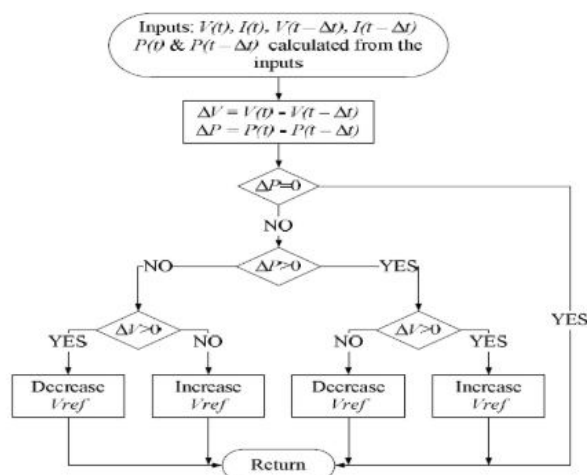 Inputs: V(t), I(t), V(t – Δt), I(t – Δt)
P(t) & P(t – Δt) calculated from the
inputs
ΔV = V(t) - V(t – Δt)
ΔP = P(t) - P(t – Δt)
ΔP=0
NO
ΔP>0
NO
YES
YES
ΔV>0
ΔV>0
YES
NO
NO
YES
Decrease
Vref
Increase
Vref
Decrease
Vref
Increase
Vref
Return